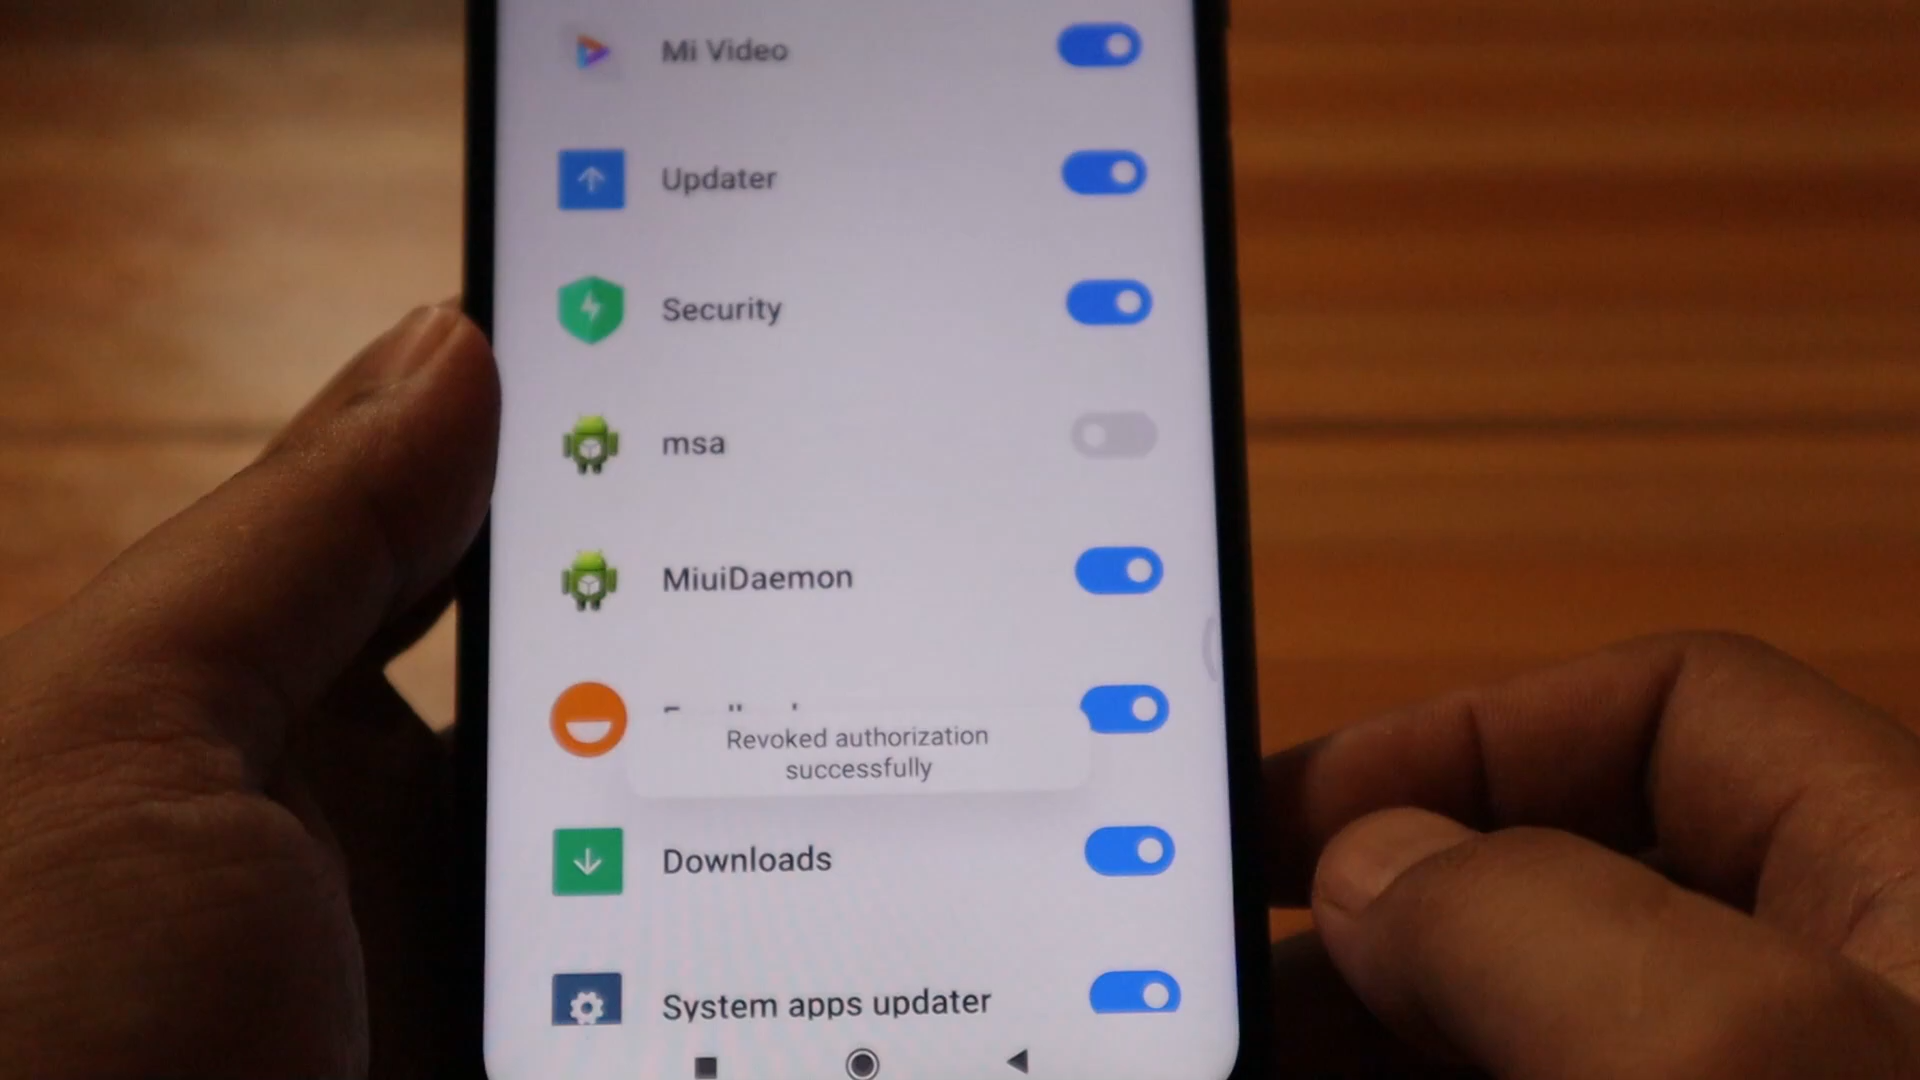 Mi Video
Updater
Security
msa
MiuiDaemon
Revoked authorization
successfully
Downloads
System apps updater